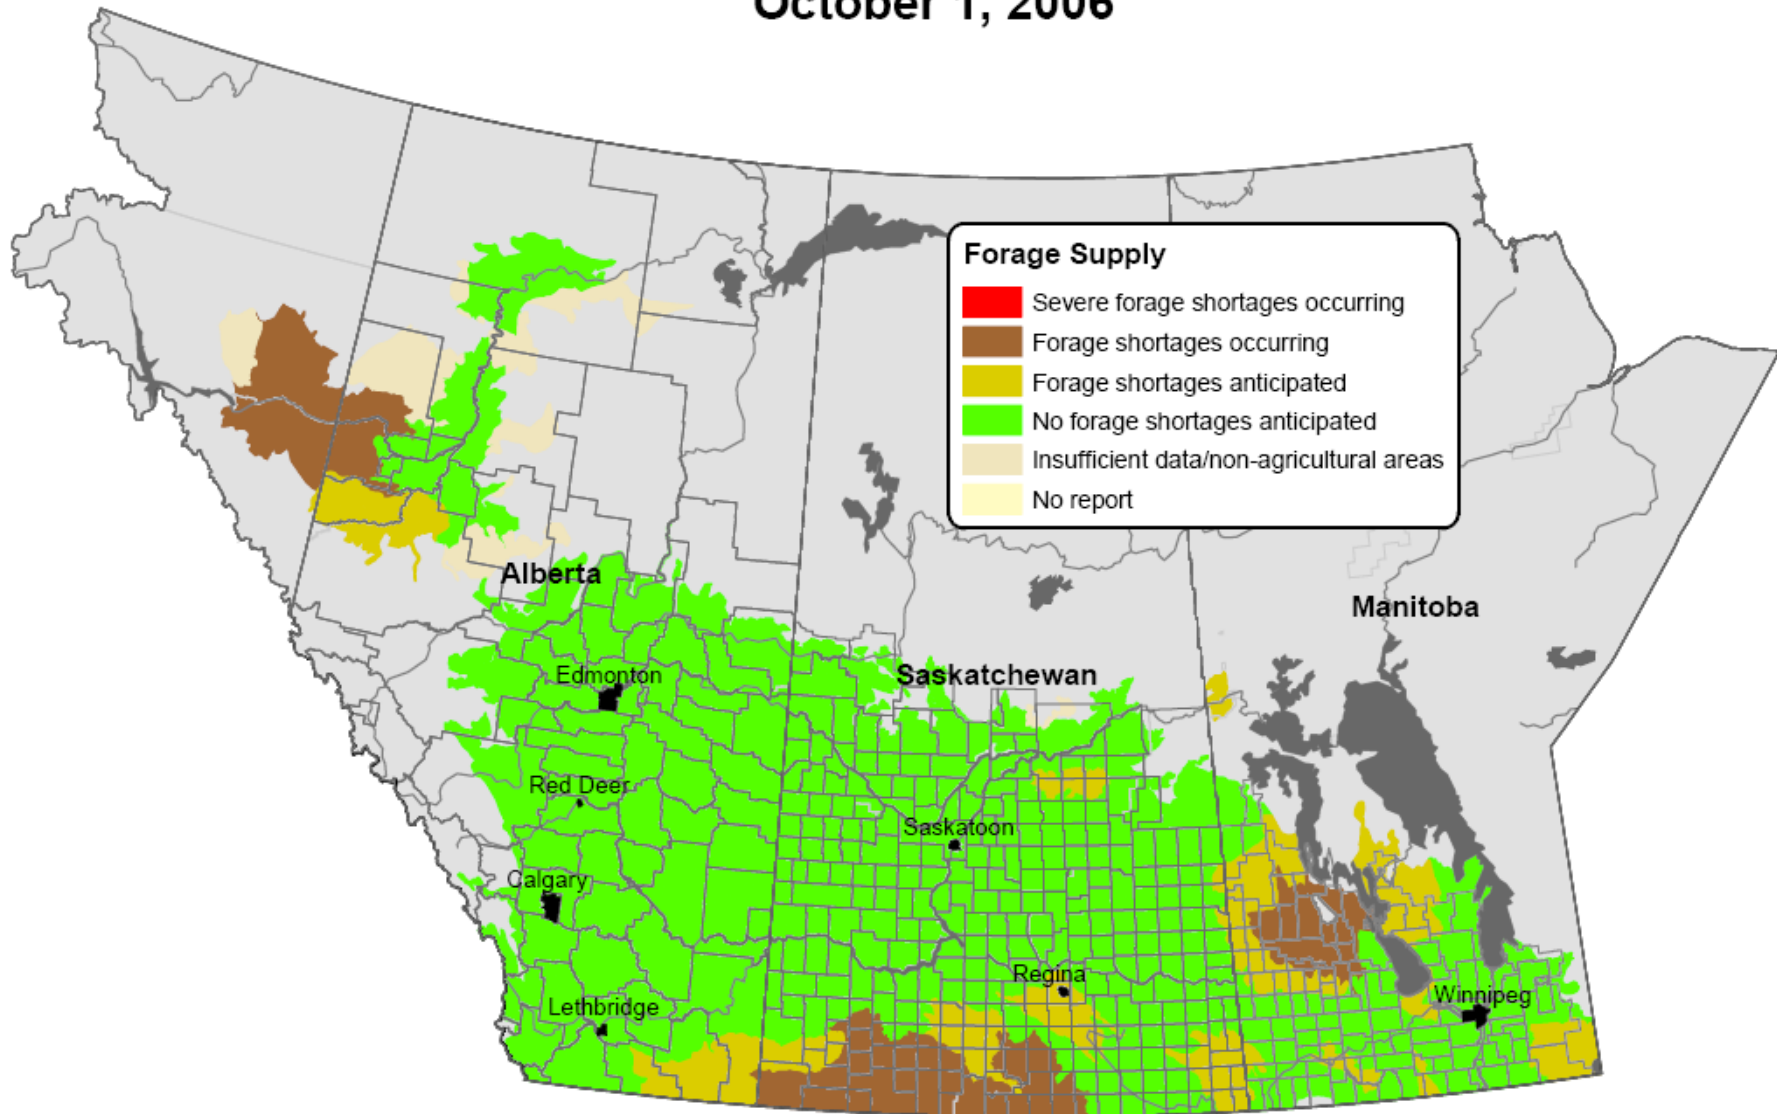 October 1, 2006
Forage Supply
Severe forage shortages occurring
Forage shortages occurring
Forage shortages anticipated
No forage shortages anticipated
Insufficient data/non-agricultural areas
No report
Alberta
Manitoba
Edmonton
Saskatchewan
Red Deer
Saskatoon
Calgary
Regina
Winnipeg
Lethbridge